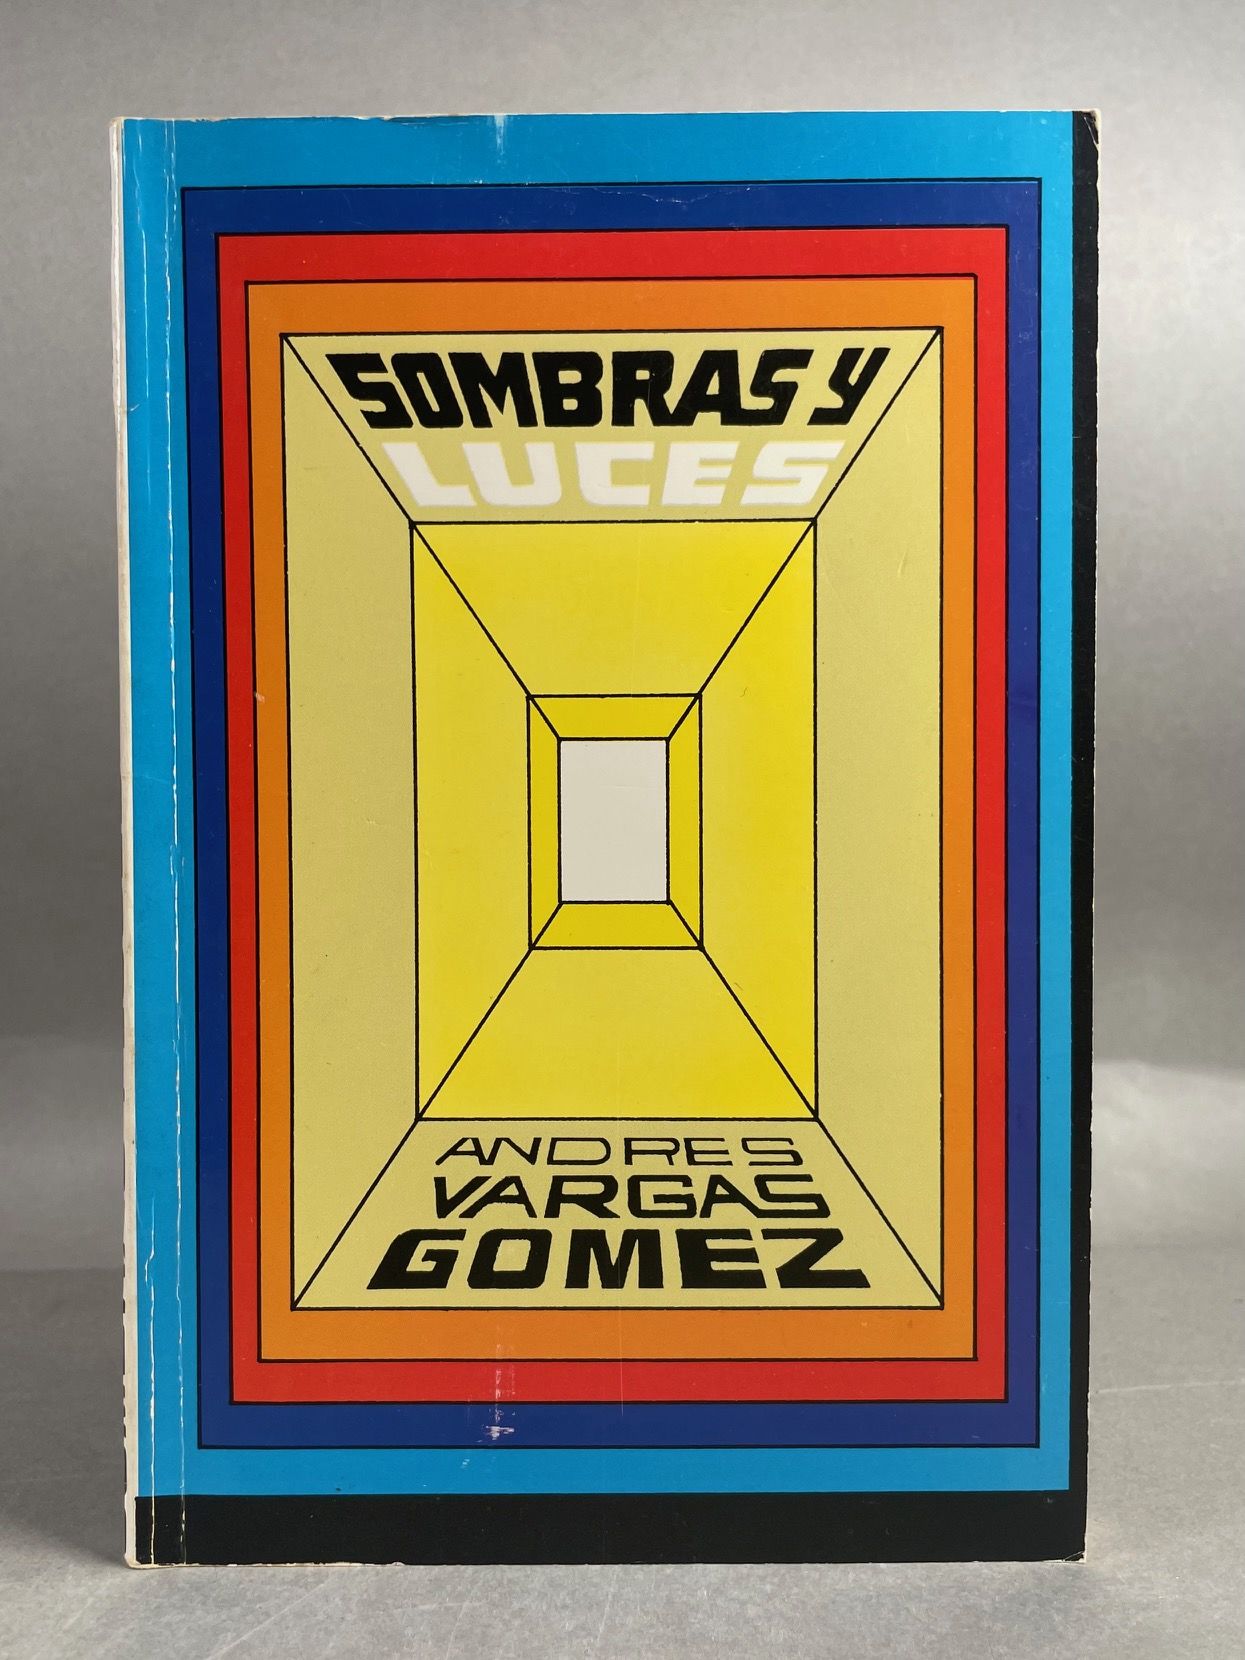 SOMBRAS Y
LUCES
ANDRES
VARGAS
GOMEZ